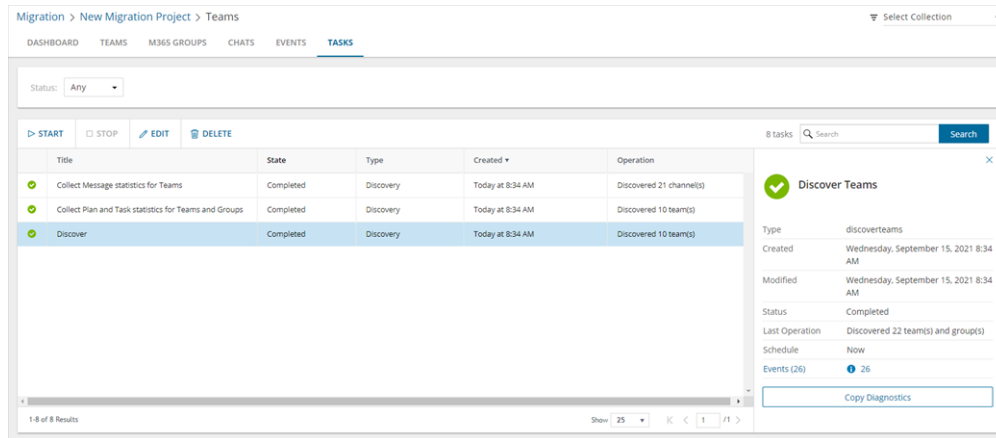 Migration > New Migration Project > Teams
Select Collection
DASHBOARD TEAMS M365 GROUPS CHATS EVENTS TASKS
Status: Any
START STOP EDIT DELETE
8 tasks Search Search
Title State Type Created Operation
Collect Message statistics for Teams Completed Discovery Today at 8:34 AM Discovered 21 channel(s)
Collect Plan and Task statistics for Teams and Groups Completed Discovery Today at 8:34 AM Discovered 10 team(s)
Discover Completed Discovery Today at 8:34 AM Discovered 10 team(s)
Discover Teams
Type discoverteams
Created Wednesday, September 15, 2021 8:34
AM
Modified Wednesday, September 15, 2021 8:34
AM
Status Completed
Last Operation Discovered 22 team(s) and group(s)
Schedule Now
Events (26) 26
Copy Diagnostics
1-8 of 8 Results
Show 25 1 /1